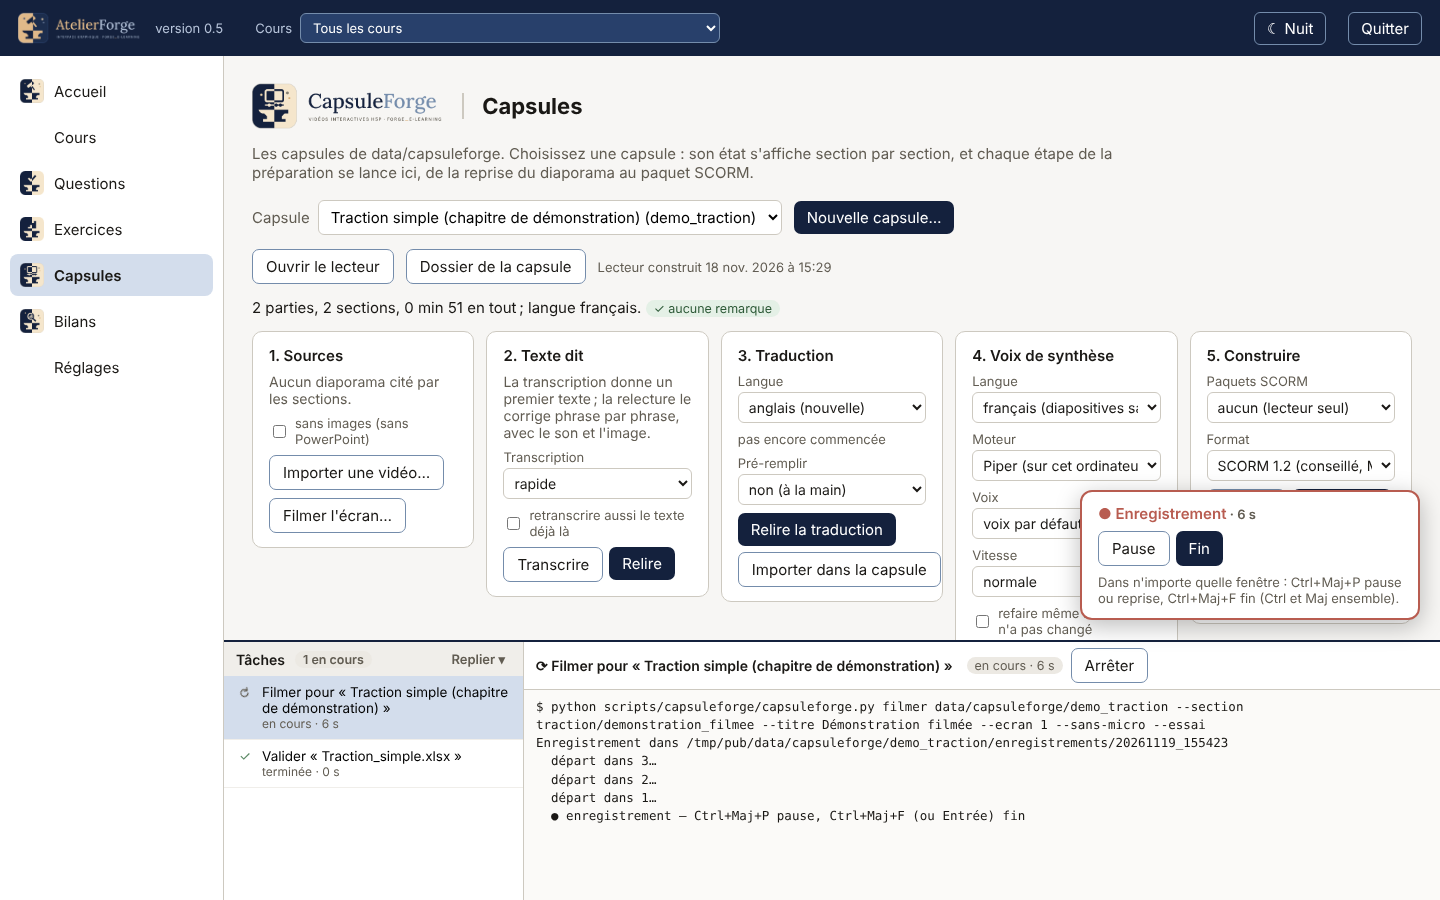 AtelierForge
version 0.5
Cours
Tous les cours
☾ Nuit
Quitter
Accueil
Cours
Questions
Exercices
Capsules
Bilans
Réglages
CapsuleForge
VIDÉOS INTERACTIVES H5P · FORGE_E-LEARNING
Capsules
Les capsules de data/capsuleforge. Choisissez une capsule : son état s'affiche section par section, et chaque étape de la
préparation se lance ici, de la reprise du diaporama au paquet SCORM.
Capsule
Traction simple (chapitre de démonstration) (demo_traction)
Nouvelle capsule...
Ouvrir le lecteur
Dossier de la capsule
Lecteur construit 18 nov. 2026 à 15:29
2 parties, 2 sections, 0 min 51 en tout ; langue français.
✓ aucune remarque
1. Sources
Aucun diaporama cité par
les sections.
sans images (sans
PowerPoint)
Importer une vidéo...
Filmer l'écran...
2. Texte dit
La transcription donne un
premier texte ; la relecture le
corrige phrase par phrase,
avec le son et l'image.
Transcription
rapide
retranscrire aussi le texte
déjà là
Transcrire
Relire
3. Traduction
Langue
anglais (nouvelle)
pas encore commencée
Pré-remplir
non (à la main)
Relire la traduction
Importer dans la capsule
4. Voix de synthèse
Langue
français (diapositives sa
Moteur
Piper (sur cet ordinateu
Voix
voix par défaut
Vitesse
normale
refaire même
n'a pas changé
5. Construire
Paquets SCORM
aucun (lecteur seul)
Format
SCORM 1.2 (conseillé, M
● Enregistrement · 6 s
Pause
Fin
Dans n'importe quelle fenêtre : Ctrl+Maj+P pause
ou reprise, Ctrl+Maj+F fin (Ctrl et Maj ensemble).
Tâches
1 en cours
Replier ▾
Filmer pour « Traction simple (chapitre
de démonstration) »
en cours · 6 s
✓ Valider « Traction_simple.xlsx »
terminée · 0 s
⟳ Filmer pour « Traction simple (chapitre de démonstration) »
en cours · 6 s
Arrêter
$ python scripts/capsuleforge/capsuleforge.py filmer data/capsuleforge/demo_traction --section
traction/demonstration_filmee --titre Démonstration filmée --ecran 1 --sans-micro --essai
Enregistrement dans /tmp/pub/data/capsuleforge/demo_traction/enregistrements/20261119_155423
départ dans 3…
départ dans 2…
départ dans 1…
● enregistrement — Ctrl+Maj+P pause, Ctrl+Maj+F (ou Entrée) fin